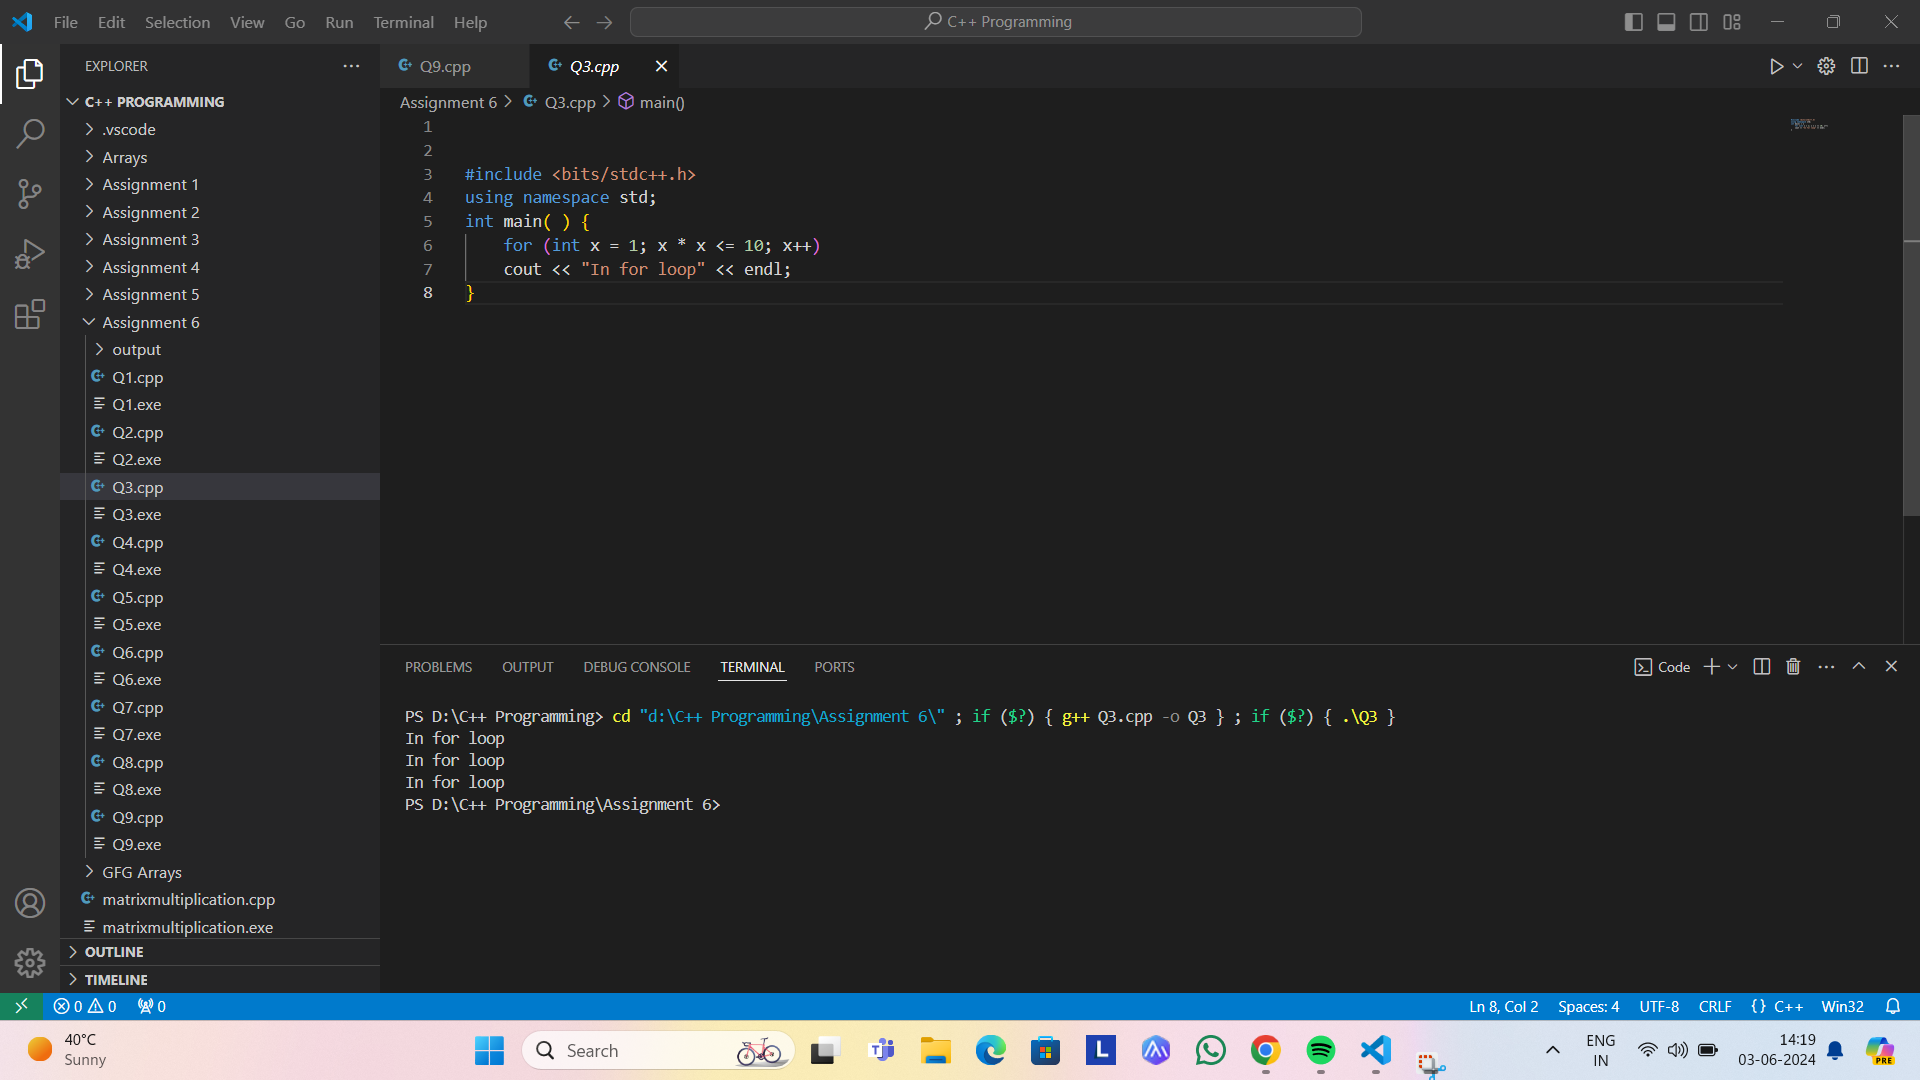 File Edit Selection View Go Run Terminal Help
C++ Programming
EXPLORER
C++ PROGRAMMING
.vscode
Arrays
Assignment 1
Assignment 2
Assignment 3
Assignment 4
Assignment 5
Assignment 6
output
Q1.cpp
Q1.exe
Q2.cpp
Q2.exe
Q3.cpp
Q3.exe
Q4.cpp
Q4.exe
Q5.cpp
Q5.exe
Q6.cpp
Q6.exe
Q7.cpp
Q7.exe
Q8.cpp
Q8.exe
Q9.cpp
Q9.exe
GFG Arrays
matrixmultiplication.cpp
matrixmultiplication.exe
OUTLINE
TIMELINE
Q9.cpp Q3.cpp
Assignment 6 > Q3.cpp > main()
1
2
3 #include <bits/stdc++.h>
4 using namespace std;
5 int main( ) {
6 for (int x = 1; x * x <= 10; x++)
7 cout << "In for loop" << endl;
8 }
PROBLEMS OUTPUT DEBUG CONSOLE TERMINAL PORTS
Code
PS D:\C++ Programming> cd "d:\C++ Programming\Assignment 6\" ; if ($?) { g++ Q3.cpp -o Q3 } ; if ($?) { .\Q3 }
In for loop
In for loop
In for loop
PS D:\C++ Programming\Assignment 6>
0 0 0
Ln 8, Col 2 Spaces: 4 UTF-8 CRLF {} C++ Win32
40°C
Sunny
Search
L
ENG
IN
14:19
03-06-2024
PRE